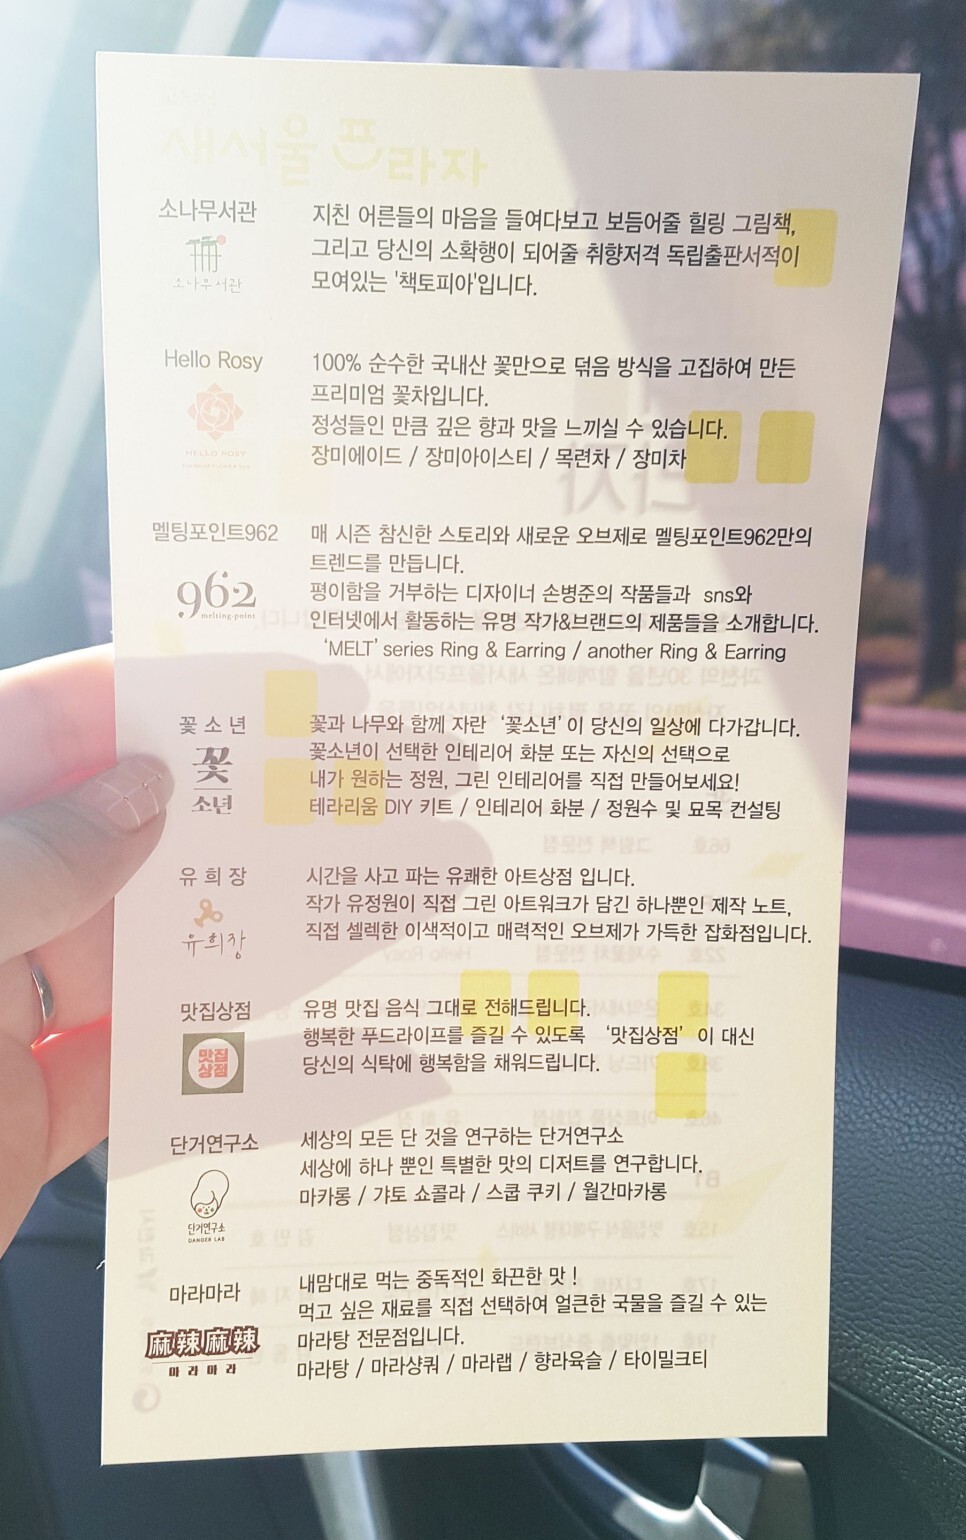 새서울 프라자
소나무서관
소나무서관
지친 어른들의 마음을 들여다보고 보듬어줄 힐링 그림책,
그리고 당신의 소확행이 되어줄 취향저격 독립출판서적이
모여있는 '책토피아'입니다.
Hello Rosy
HELLO ROSY
100% 순수한 국내산 꽃만으로 덖음 방식을 고집하여 만든
프리미엄 꽃차입니다.
정성들인 만큼 깊은 향과 맛을 느끼실 수 있습니다.
장미에이드 / 장미아이스티 / 목련차 / 장미차
멜팅포인트962
962
melting-point
매 시즌 참신한 스토리와 새로운 오브제로 멜팅포인트962만의
트렌드를 만듭니다.
평이함을 거부하는 디자이너 손병준의 작품들과 sns와
인터넷에서 활동하는 유명 작가&브랜드의 제품들을 소개합니다.
‘MELT’ series Ring & Earring / another Ring & Earring
꽃소년
꽃
소년
꽃과 나무와 함께 자란 ‘꽃소년’ 이 당신의 일상에 다가갑니다.
꽃소년이 선택한 인테리어 화분 또는 자신의 선택으로
내가 원하는 정원, 그린 인테리어를 직접 만들어보세요!
테라리움 DIY 키트 / 인테리어 화분 / 정원수 및 묘목 컨설팅
유희장
유희장
시간을 사고 파는 유쾌한 아트상점 입니다.
작가 유정원이 직접 그린 아트워크가 담긴 하나뿐인 제작 노트,
직접 셀렉한 이색적이고 매력적인 오브제가 가득한 잡화점입니다.
맛집상점
맛집
상점
유명 맛집 음식 그대로 전해드립니다.
행복한 푸드라이프를 즐길 수 있도록 ‘맛집상점’ 이 대신
당신의 식탁에 행복함을 채워드립니다.
단거연구소
단거연구소
DANGER LAB
세상의 모든 단 것을 연구하는 단거연구소
세상에 하나 뿐인 특별한 맛의 디저트를 연구합니다.
마카롱 / 갸토 쇼콜라 / 스쿱 쿠키 / 월간마카롱
마라마라
麻辣麻辣
마라마라
내맘대로 먹는 중독적인 화끈한 맛 !
먹고 싶은 재료를 직접 선택하여 얼큰한 국물을 즐길 수 있는
마라탕 전문점입니다.
마라탕 / 마라샹궈 / 마라랩 / 향라육슬 / 타이밀크티